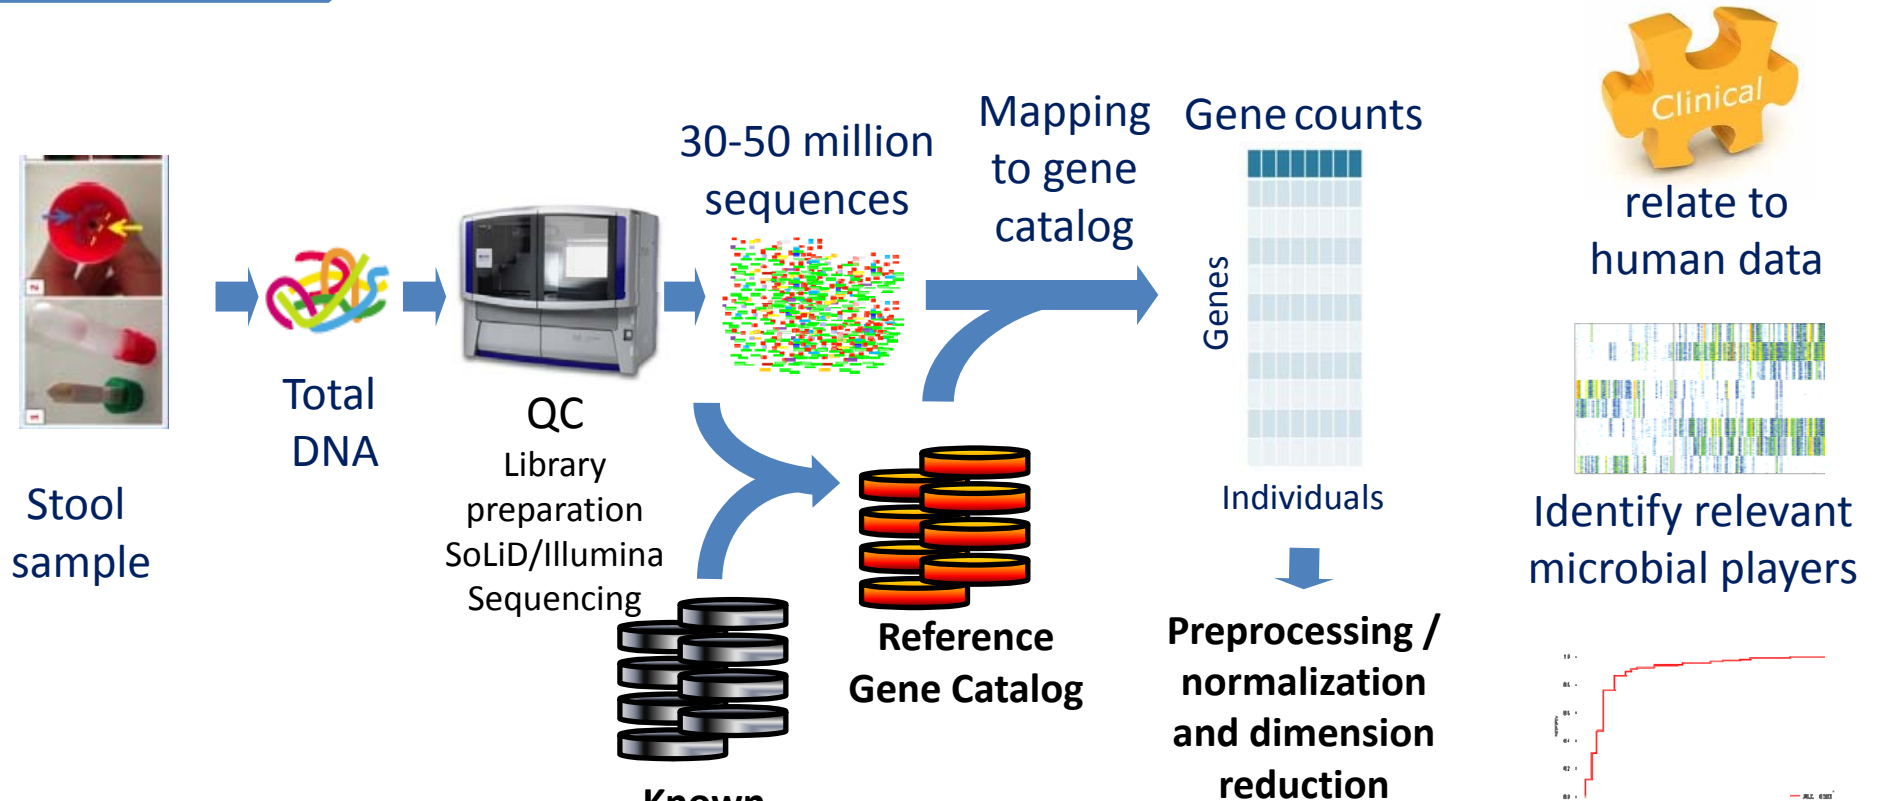 Stool
sample
Total
DNA
QC
Library
preparation
SoLiD/Illumina
Sequencing
30-50 million
sequences
Known
Reference
Gene Catalog
Mapping
to gene
catalog
Gene counts
Genes
Individuals
Preprocessing /
normalization
and dimension
reduction
Clinical
relate to
human data
Identify relevant
microbial players